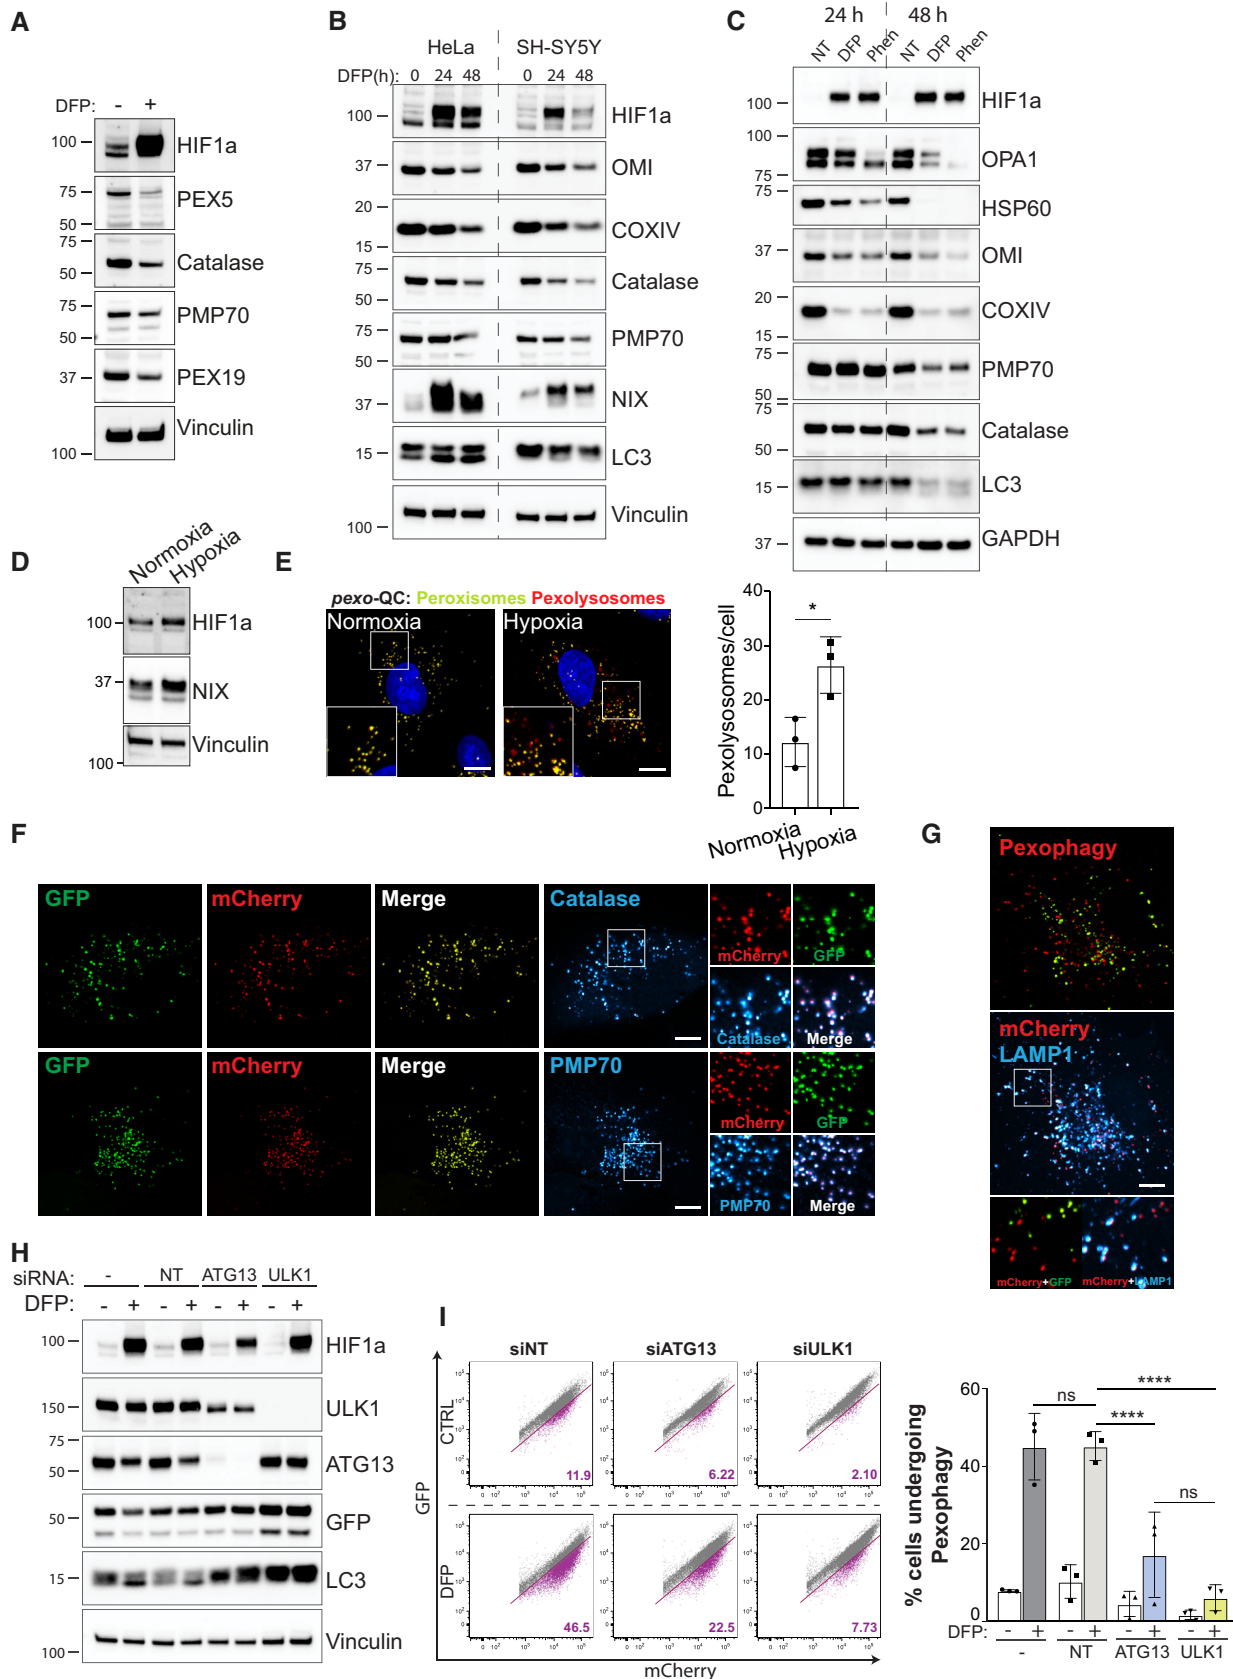 A
DFP: - +
100
HIF1a
75
50
PEX5
75
50
Catalase
75
50
PMP70
37
PEX19
100
Vinculin
B
HeLa SH-SY5Y
DFP(h): 0 24 48 0 24 48
100
HIF1a
37
OMI
20
15
COXIV
75
50
Catalase
75
50
PMP70
37
NIX
15
LC3
100
Vinculin
C
24 h 48 h
NT DFP Phen NT DFP Phen
100
HIF1a
100
75
OPA1
75
50
HSP60
37
OMI
20
15
COXIV
75
50
PMP70
75
50
Catalase
15
LC3
37
GAPDH
D
Normoxia
Hypoxia
100
HIF1a
37
NIX
100
Vinculin
E
pexo-QC: Peroxisomes Pexolysosomes
Normoxia
Hypoxia
Pexolysosomes/cell
40
30
20
10
0
*
Normoxia
Hypoxia
F
GFP mCherry Merge Catalase
mCherry GFP
Catalase Merge
GFP mCherry Merge PMP70
mCherry GFP
PMP70 Merge
G
Pexophagy
mCherry
LAMP1
mCherry+GFP mCherry+LAMP1
H
siRNA: - NT ATG13 ULK1
DFP: - + - + - + - +
100
HIF1a
150
ULK1
75
50
ATG13
GFP
15
LC3
100
Vinculin
I
siNT siATG13 siULK1
CTRL
11.9
6.22
2.10
GFP
DFP
46.5
22.5
7.73
mCherry
% cells undergoing
Pexophagy
60
40
20
0
ns
****
****
ns
DFP: - + - + - + - +
- NT ATG13 ULK1